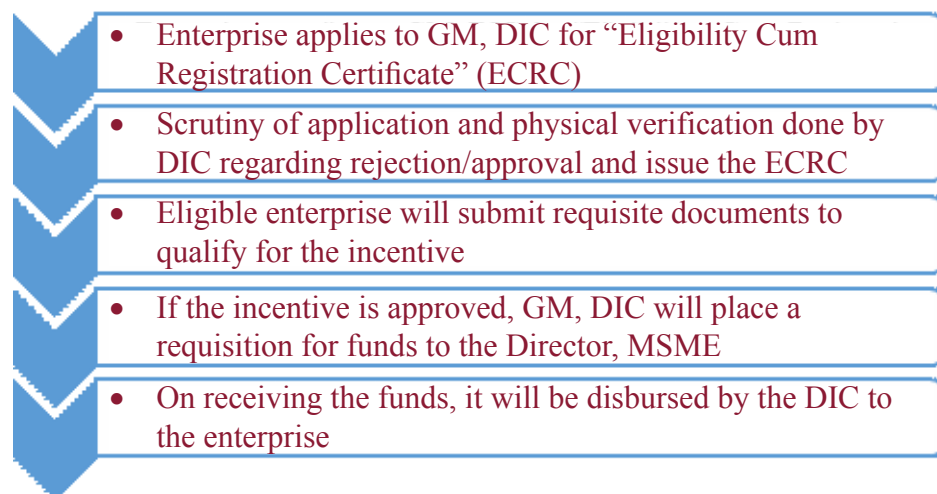 • Enterprise applies to GM, DIC for “Eligibility Cum
Registration Certificate” (ECRC)
• Scrutiny of application and physical verification done by
DIC regarding rejection/approval and issue the ECRC
• Eligible enterprise will submit requisite documents to
qualify for the incentive
• If the incentive is approved, GM, DIC will place a
requisition for funds to the Director, MSME
• On receiving the funds, it will be disbursed by the DIC to
the enterprise